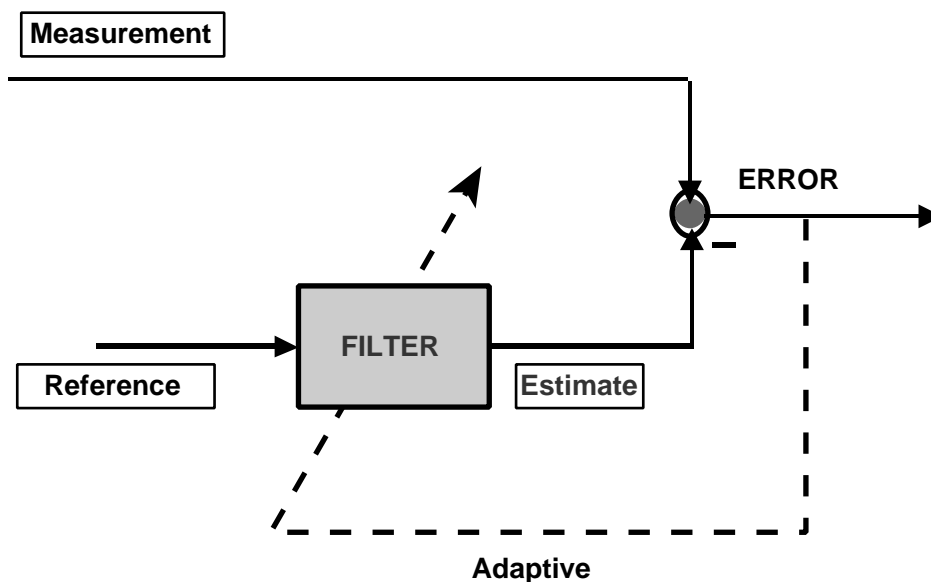 Measurement
ERROR
FILTER
Reference
Estimate
Adaptive